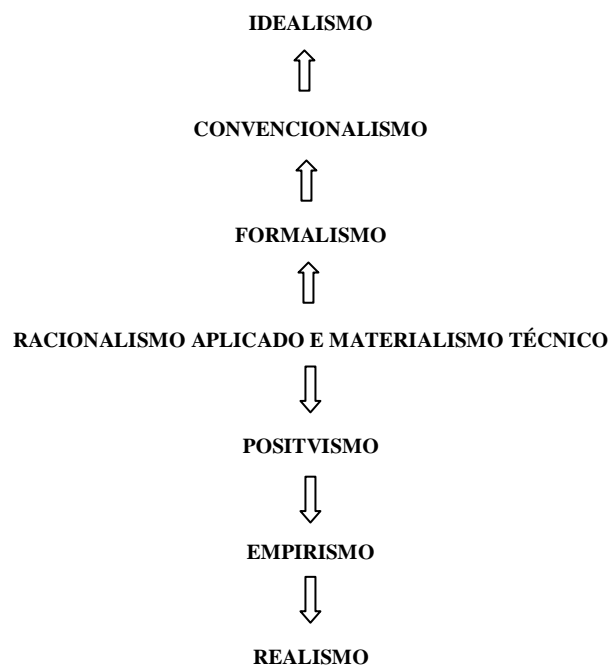 IDEALISMO
CONVENCIONALISMO
FORMALISMO
RACIONALISMO APLICADO E MATERIALISMO TÉCNICO
POSITVISMO
EMPIRISMO
REALISMO